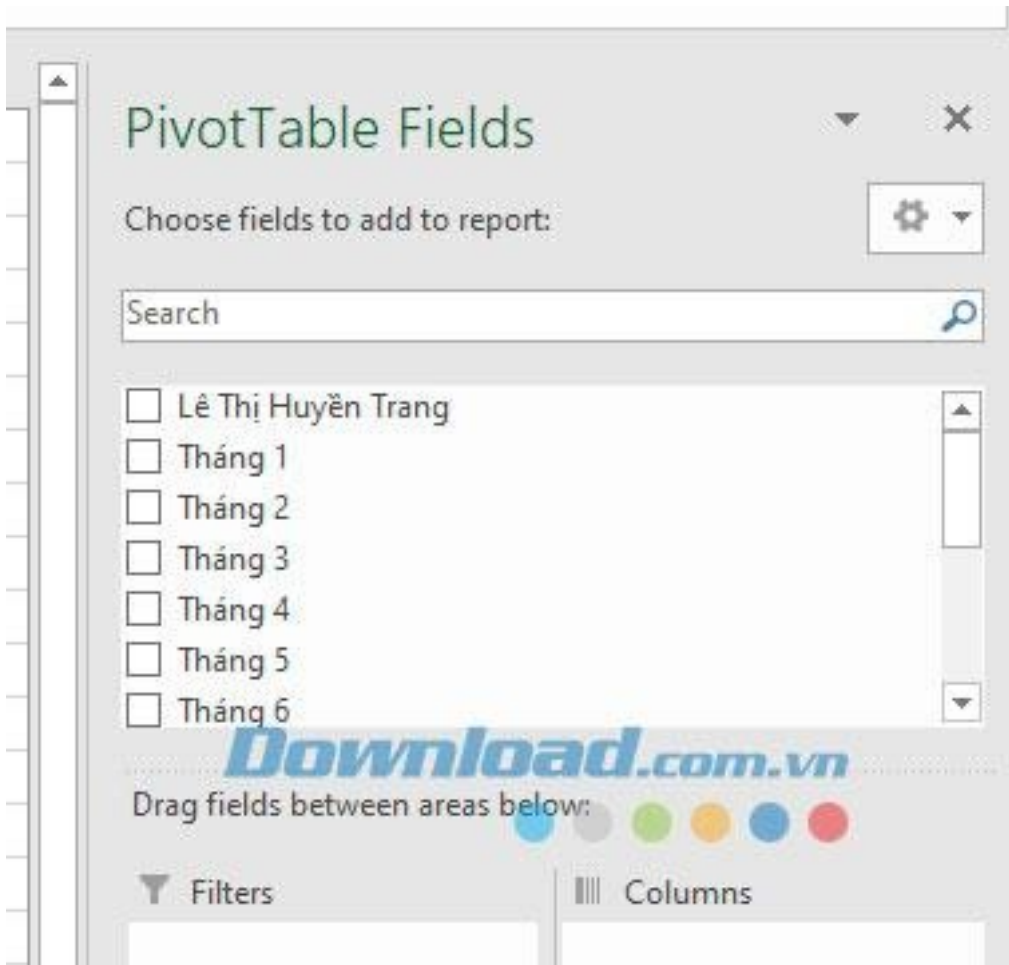 PivotTable Fields
Choose fields to add to report:
Search
Lê Thị Huyền Trang
Tháng 1
Tháng 2
Tháng 3
Tháng 4
Tháng 5
Tháng 6
Download.com.vn
Drag fields between areas below:
Filters
Columns